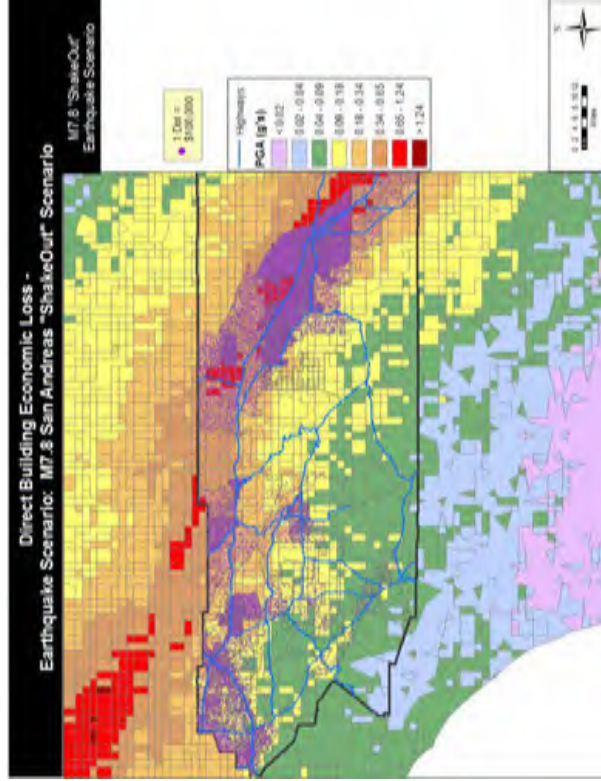 Direct Building Economic Loss -
Earthquake Scenario: M7.8 San Andreas "ShakeOut" Scenario
M7.8 "ShakeOut"
Earthquake Scenario
1 Dot =
$100,000
Highways
PGA (g's)
< 0.02
0.02 - 0.04
0.04 - 0.09
0.09 - 0.18
0.18 - 0.34
0.34 - 0.65
0.65 - 1.24
> 1.24
Miles